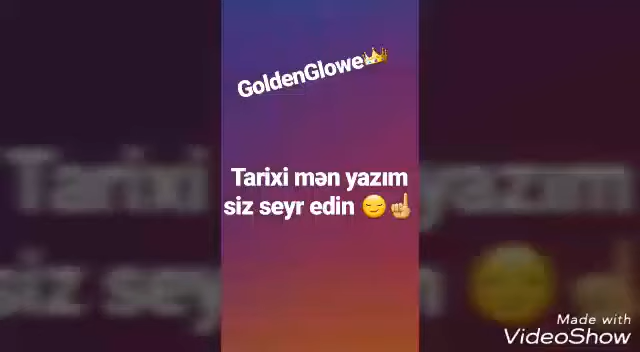 GoldenGlowe👑
Tarixi mən yazım
siz seyr edin 😏☝
Made with
VideoShow